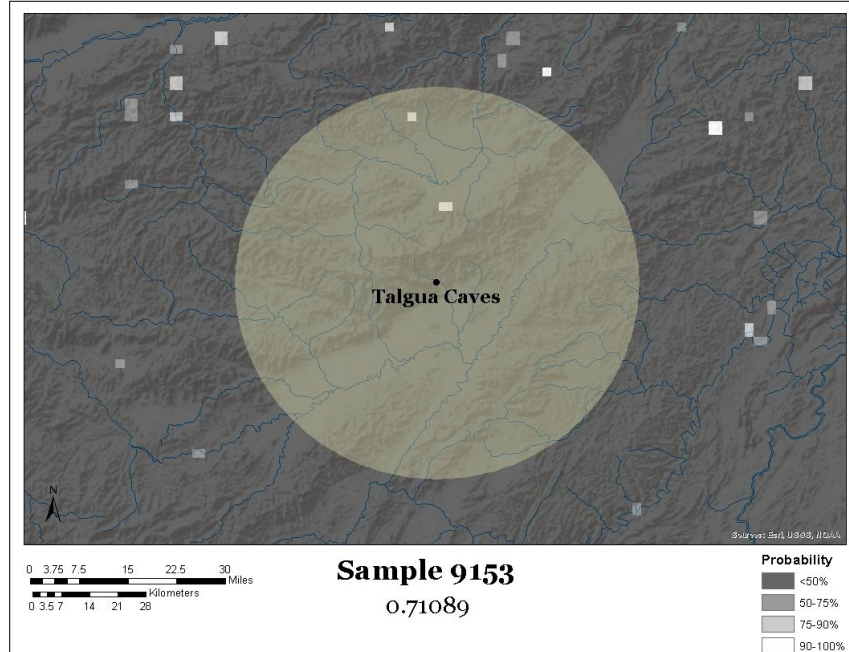 Talgua Caves
N
Sources: Esri, USGS, NOAA
0 3.75 7.5 15 22.5 30
Miles
Kilometers
0 3.5 7 14 21 28
Sample 9153
0.71089
Probability
<50%
50-75%
75-90%
90-100%